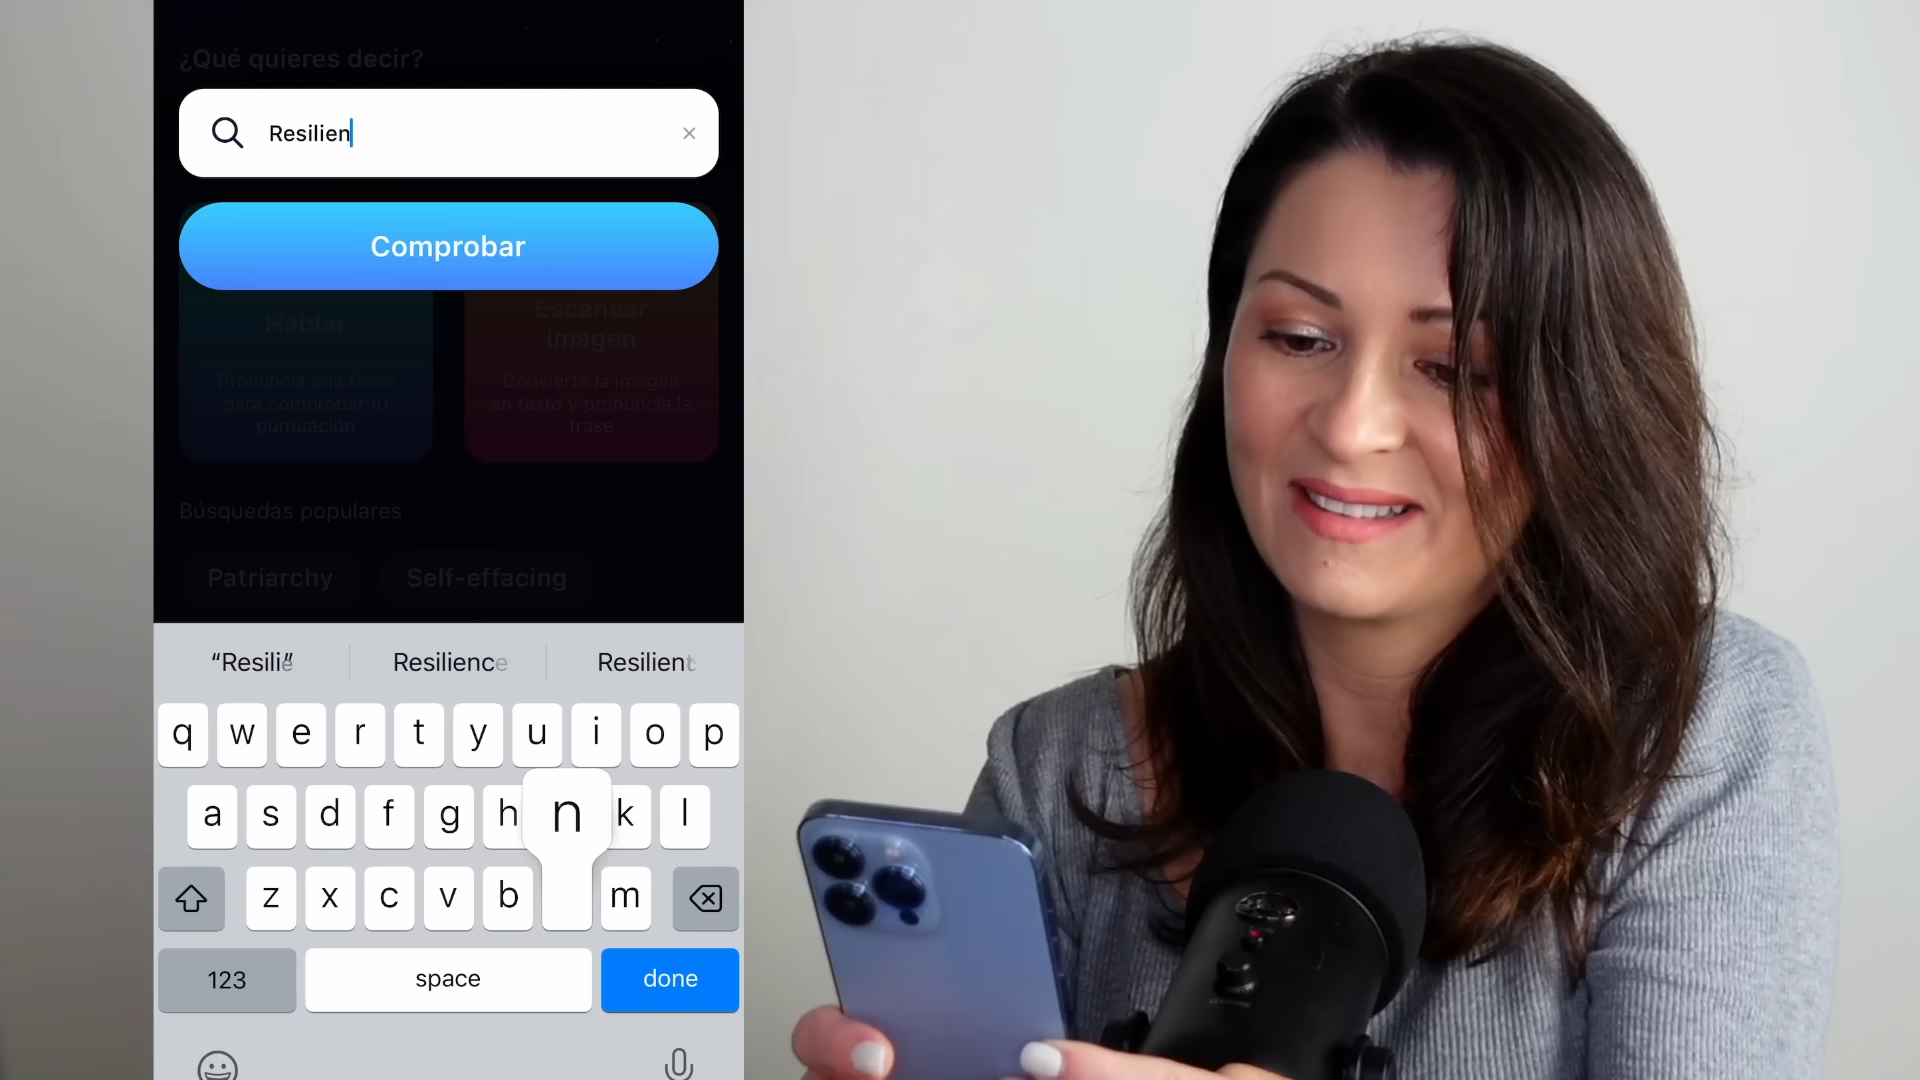 ¿Qué quieres decir?
Resilien
Comprobar
Hablar
Pronuncia una frase
para comprobar tu
puntuación
Escanear
imagen
Convierte la imagen
en texto y pronuncia la
frase
Búsquedas populares
Patriarchy Self-effacing
“Resilie” Resilience Resilient
q w e r t y u i o p
a s d f g h n k l
z x c v b m
123 space done